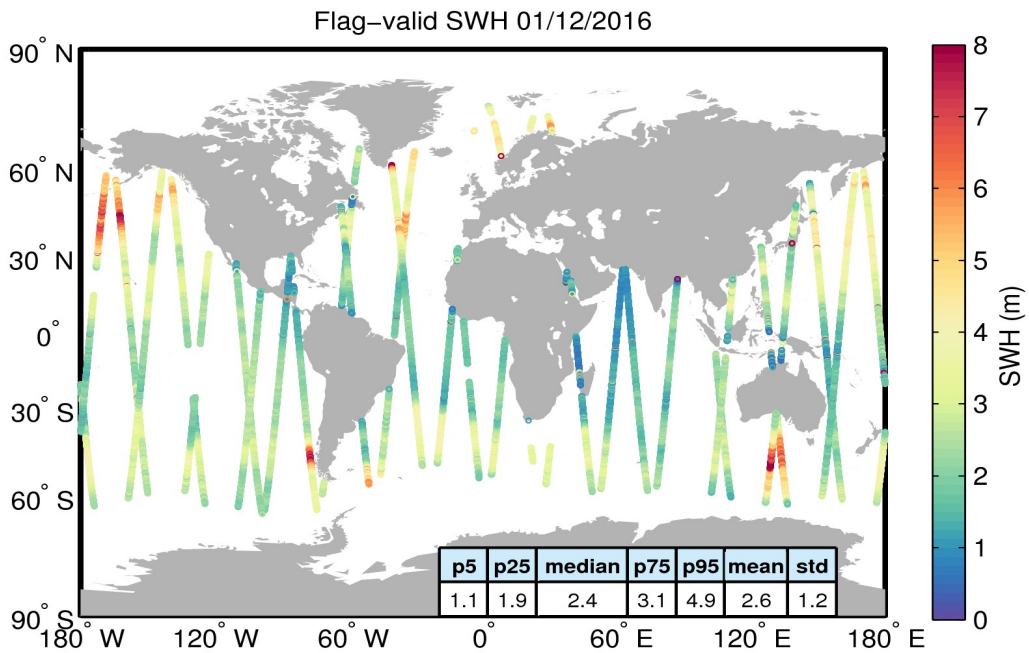 Flag−valid SWH 01/12/2016
90° N
60° N
30° N
0°
30° S
60° S
90° S
180° W
120° W
60° W
0°
60° E
120° E
180° E
p5 p25 median p75 p95 mean std
1.1 1.9 2.4 3.1 4.9 2.6 1.2
8
7
6
5
4
3
2
1
0
SWH (m)